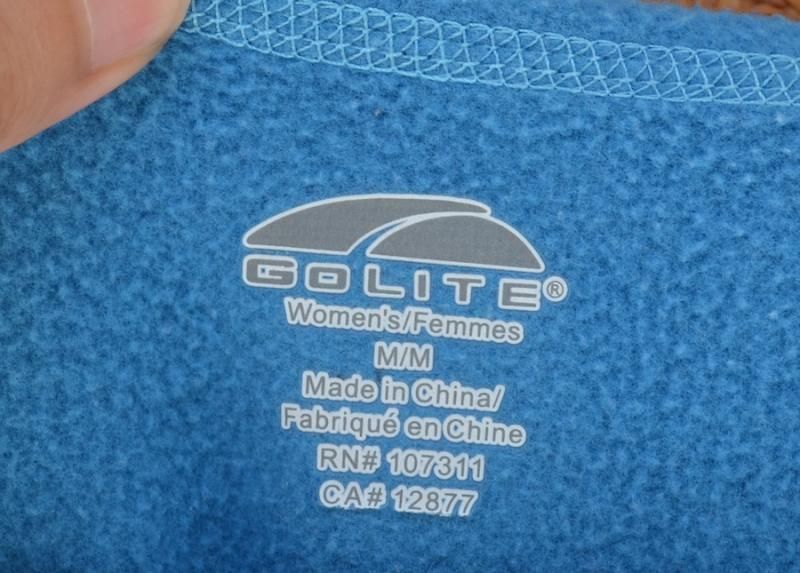 GOLITE®
Women's/Femmes
M/M
Made in China/
Fabriqué en Chine
RN# 107311
CA# 12877